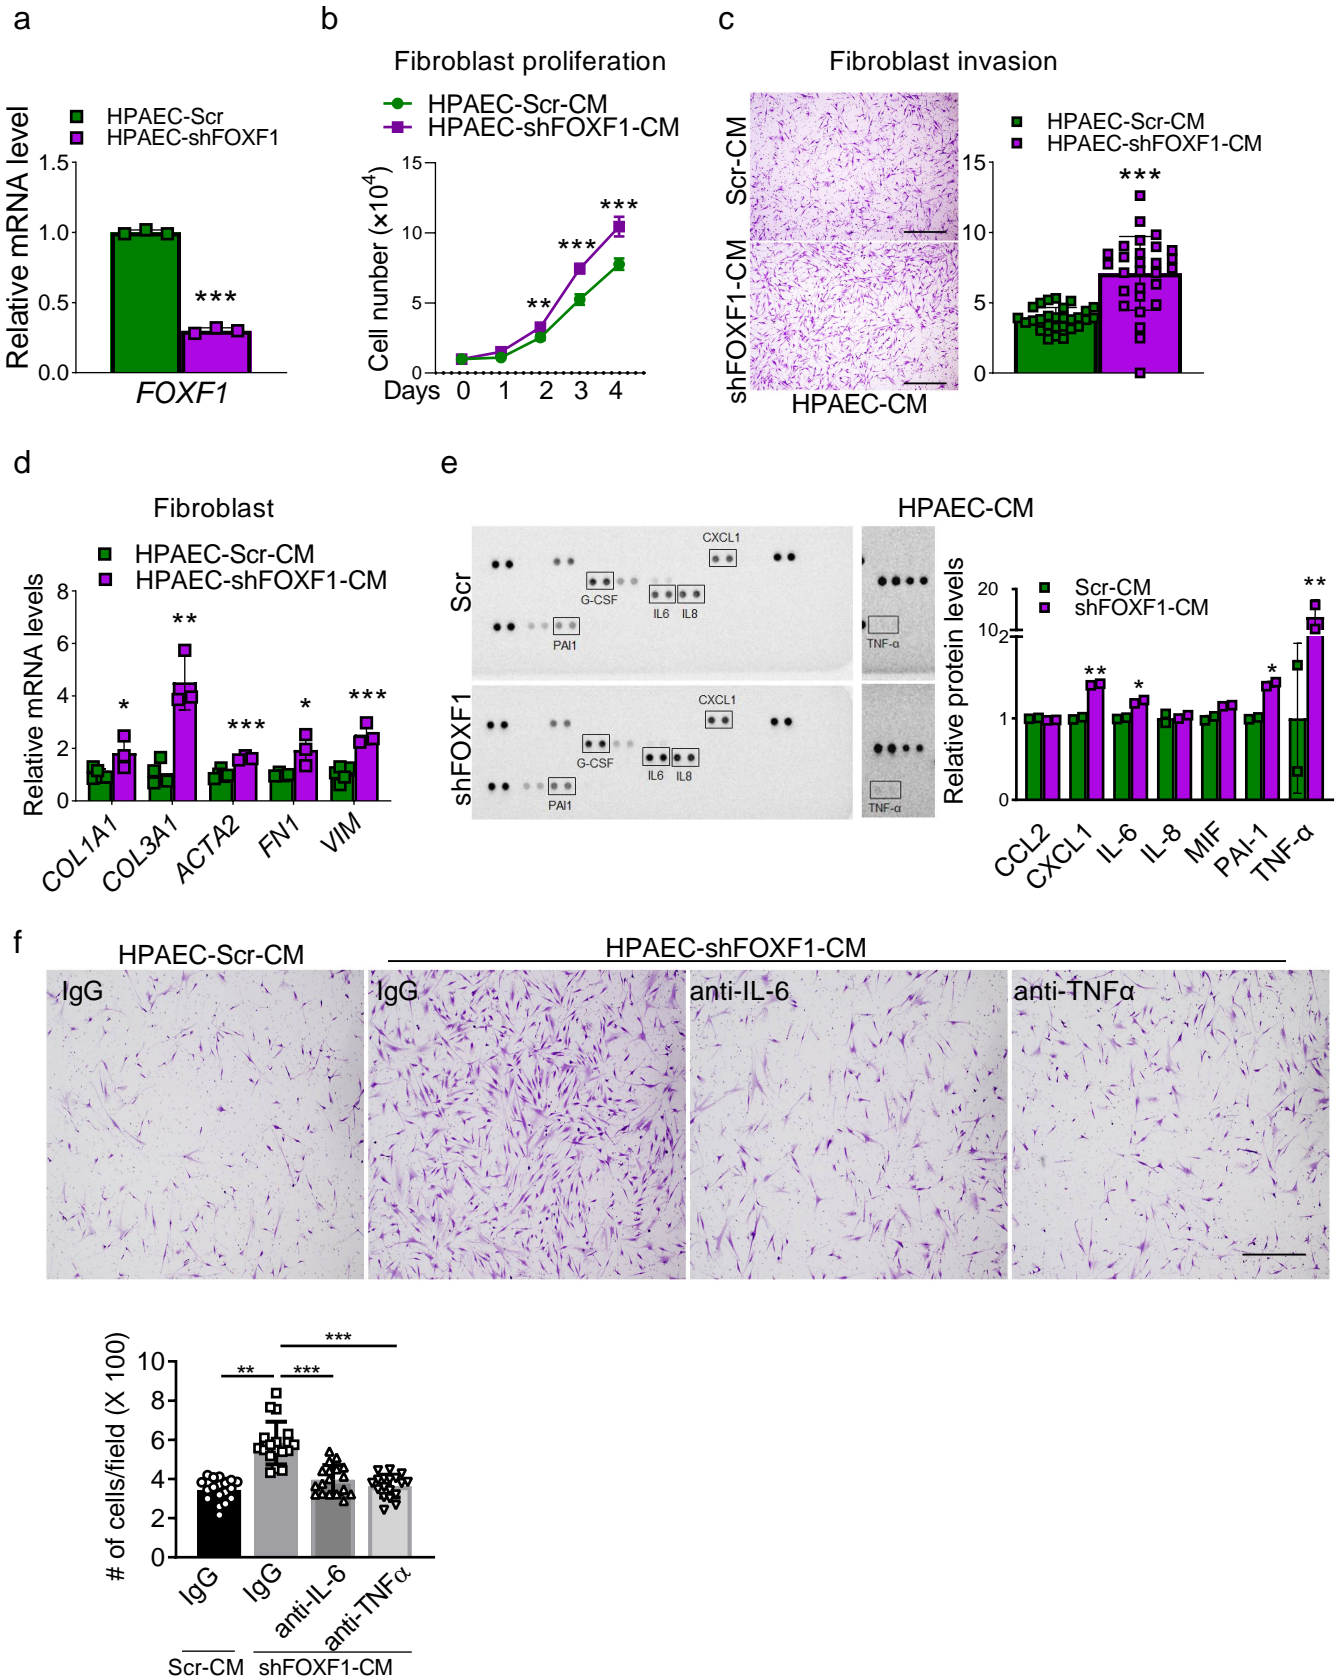 a
HPAEC-Scr
HPAEC-shFOXF1
Relative mRNA level
1.5
1.0
0.5
0.0
***
FOXF1
b
Fibroblast proliferation
HPAEC-Scr-CM
HPAEC-shFOXF1-CM
Cell nunber (×10⁴)
15
10
5
0
**
***
***
Days 0 1 2 3 4
c
Fibroblast invasion
Scr-CM
shFOXF1-CM
HPAEC-CM
HPAEC-Scr-CM
HPAEC-shFOXF1-CM
15
10
5
0
***
d
Fibroblast
HPAEC-Scr-CM
HPAEC-shFOXF1-CM
Relative mRNA levels
8
6
4
2
0
*
**
***
*
***
COL1A1
COL3A1
ACTA2
FN1
VIM
e
HPAEC-CM
Scr
CXCL1
G-CSF
IL6
IL8
PAI1
TNF-α
shFOXF1
CXCL1
G-CSF
IL6
IL8
PAI1
TNF-α
Scr-CM
shFOXF1-CM
Relative protein levels
20
10
2
1
0
**
*
*
**
CCL2
CXCL1
IL-6
IL-8
MIF
PAI-1
TNF-α
f
HPAEC-Scr-CM
HPAEC-shFOXF1-CM
IgG
IgG
anti-IL-6
anti-TNFα
# of cells/field (X 100)
10
8
6
4
2
0
**
***
***
IgG
IgG
anti-IL-6
anti-TNFα
Scr-CM
shFOXF1-CM